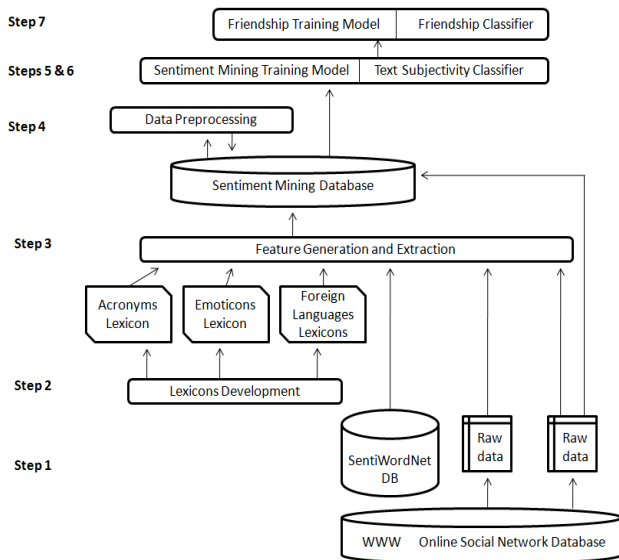 Step 7
Friendship Training Model
Friendship Classifier
Steps 5 & 6
Sentiment Mining Training Model
Text Subjectivity Classifier
Step 4
Data Preprocessing
Sentiment Mining Database
Step 3
Feature Generation and Extraction
Acronyms
Lexicon
Emoticons
Lexicon
Foreign
Languages
Lexicons
Step 2
Lexicons Development
Step 1
SentiWordNet
DB
Raw
data
Raw
data
WWW
Online Social Network Database